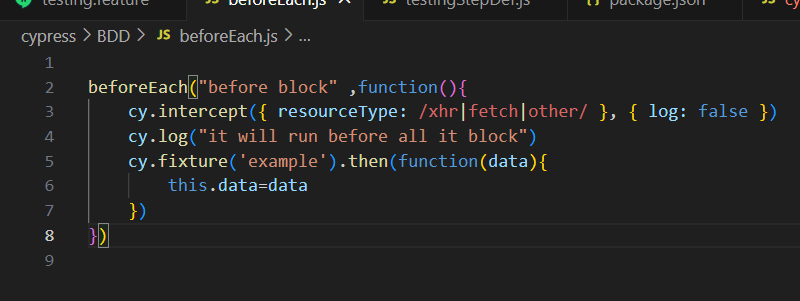 testing.feature
JS beforeEach.js
JS testingStepDef.js
{} package.json
cy
cypress > BDD > JS beforeEach.js > ...
1
2 beforeEach("before block" ,function(){
3 cy.intercept({ resourceType: /xhr|fetch|other/ }, { log: false })
4 cy.log("it will run before all it block")
5 cy.fixture('example').then(function(data){
6 this.data=data
7 })
8 })
9